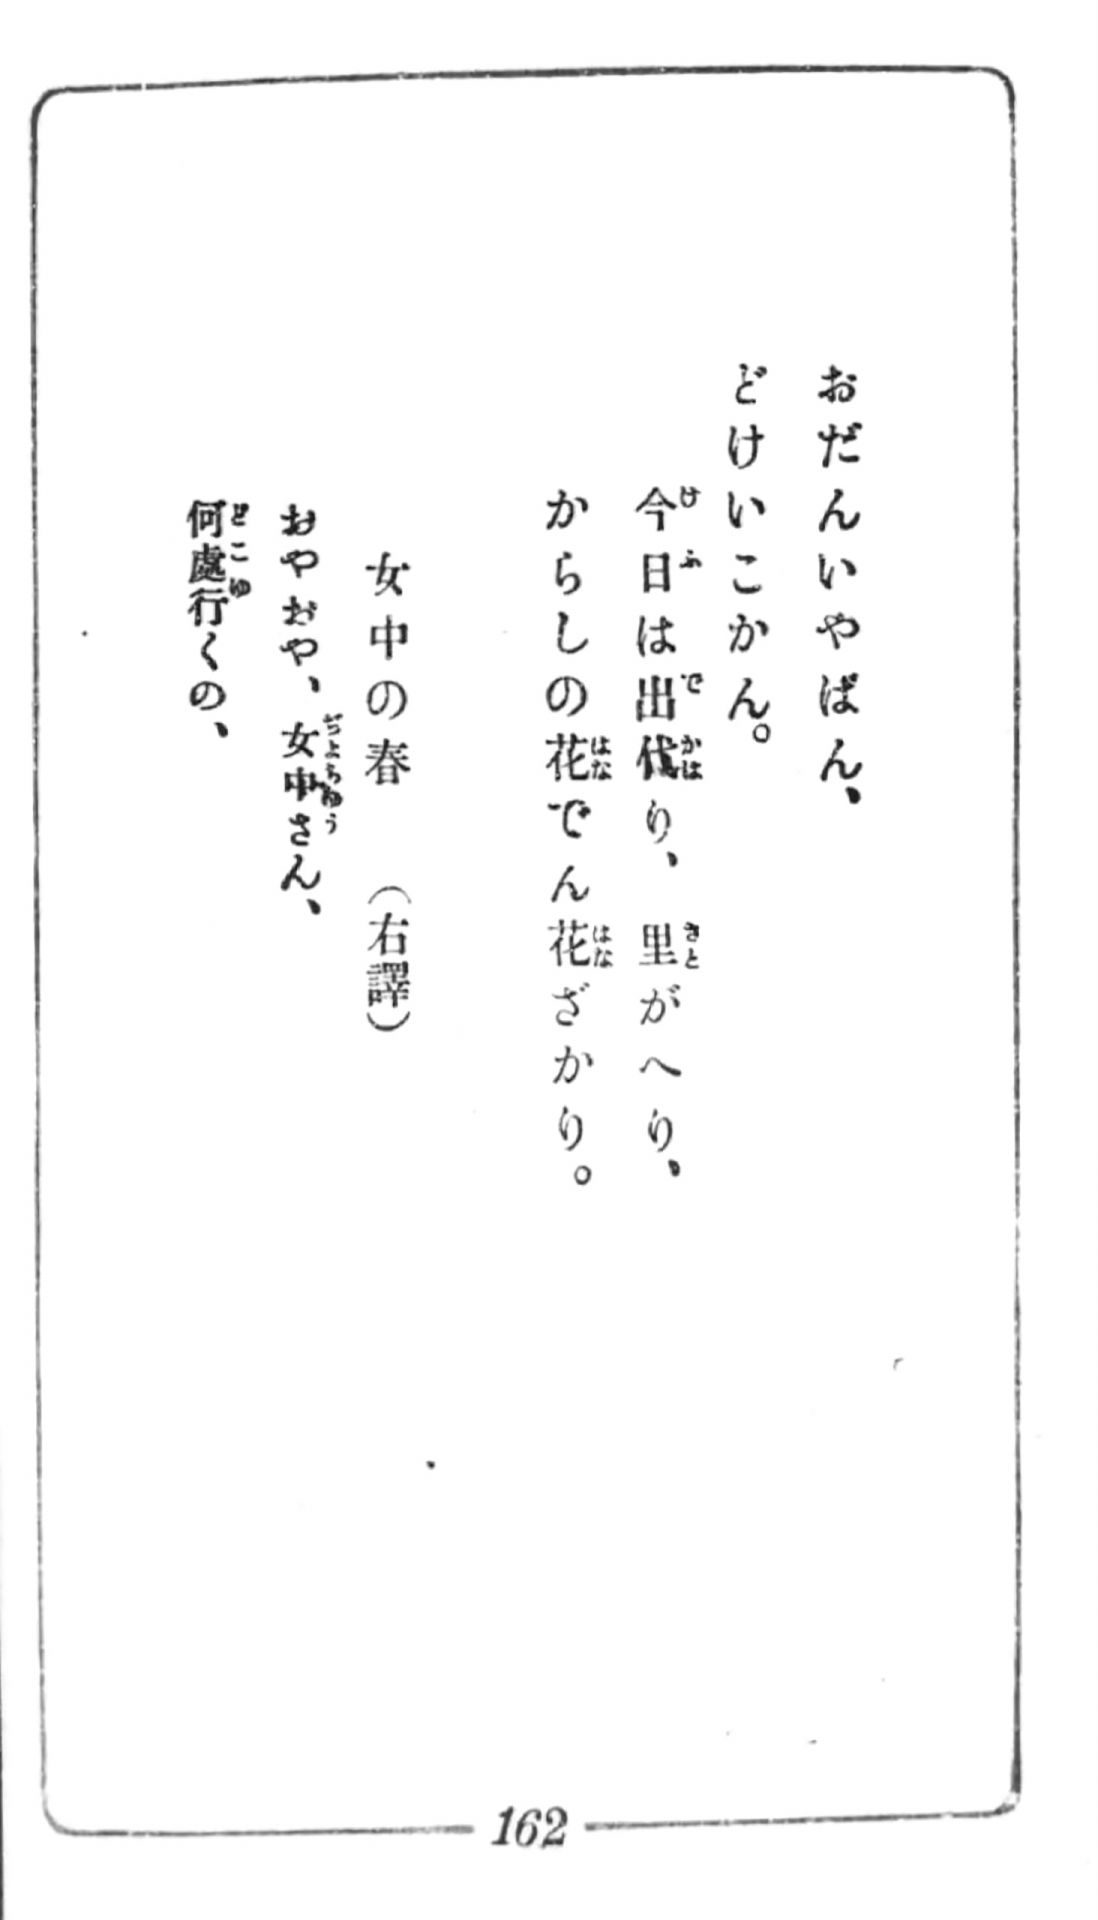 おだんいやばん、
どけいこかん。
今日は出代り、里がへり、
からしの花でん花ざかり。
女中の春　（右譯）
おやおや、女中さん、
何處行くの、
162